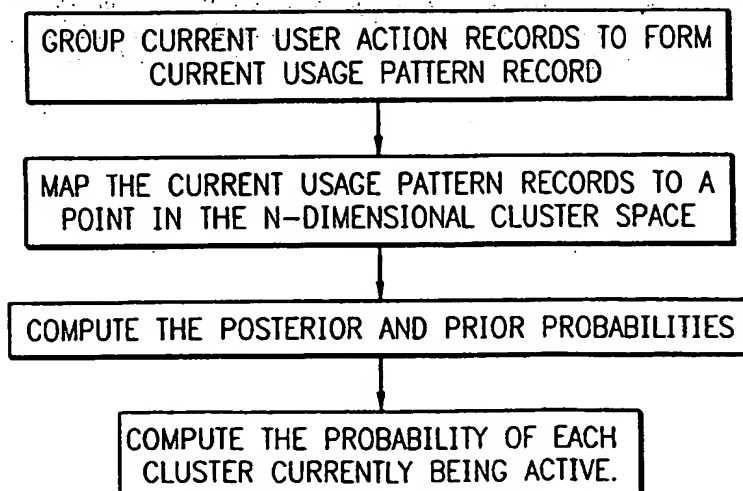 GROUP CURRENT USER ACTION RECORDS TO FORM
CURRENT USAGE PATTERN RECORD
MAP THE CURRENT USAGE PATTERN RECORDS TO A
POINT IN THE N-DIMENSIONAL CLUSTER SPACE
COMPUTE THE POSTERIOR AND PRIOR PROBABILITIES
COMPUTE THE PROBABILITY OF EACH
CLUSTER CURRENTLY BEING ACTIVE.